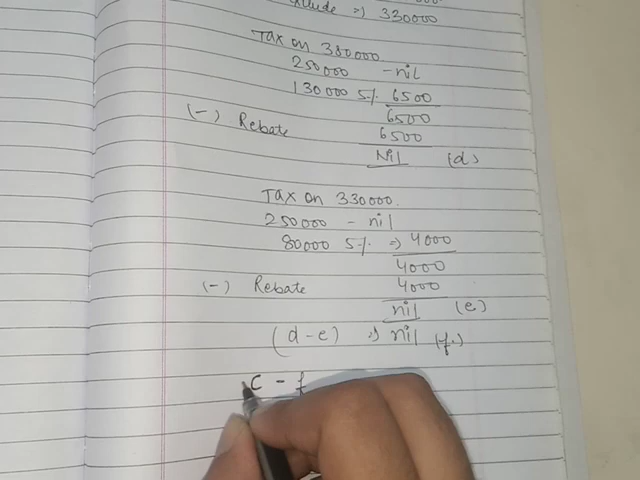 =) 330000
Tax on 380000.
250000 - nil
130000 5% 6500
6500
(-) Rebate 6500
Nil (d)
Tax on 330000.
250000 - nil
80000 5% => 4000
4000
(-) Rebate 4000
nil (e)
(d-e) => nil (f)
c - f